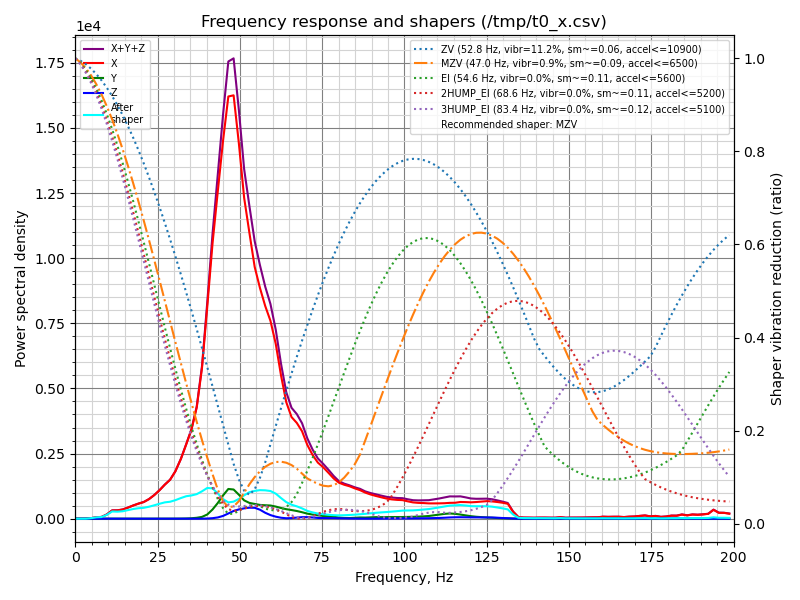 Frequency response and shapers (/tmp/t0_x.csv)
1e4
X+Y+Z
X
Y
Z
After
shaper
ZV (52.8 Hz, vibr=11.2%, sm~=0.06, accel<=10900)
MZV (47.0 Hz, vibr=0.9%, sm~=0.09, accel<=6500)
EI (54.6 Hz, vibr=0.0%, sm~=0.11, accel<=5600)
2HUMP_EI (68.6 Hz, vibr=0.0%, sm~=0.11, accel<=5200)
3HUMP_EI (83.4 Hz, vibr=0.0%, sm~=0.12, accel<=5100)
Recommended shaper: MZV
Power spectral density
1.75
1.50
1.25
1.00
0.75
0.50
0.25
0.00
1.0
0.8
0.6
0.4
0.2
0.0
Shaper vibration reduction (ratio)
0 25 50 75 100 125 150 175 200
Frequency, Hz